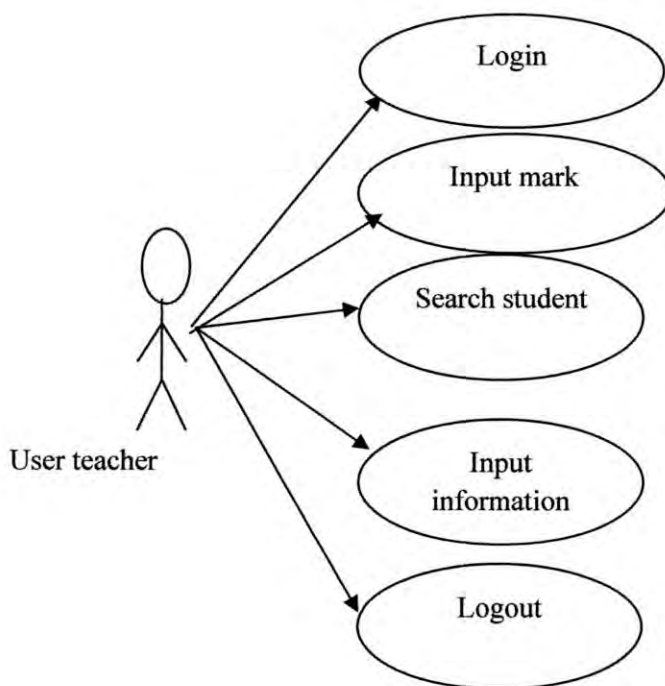 Login
Input mark
Search student
User teacher
Input
information
Logout